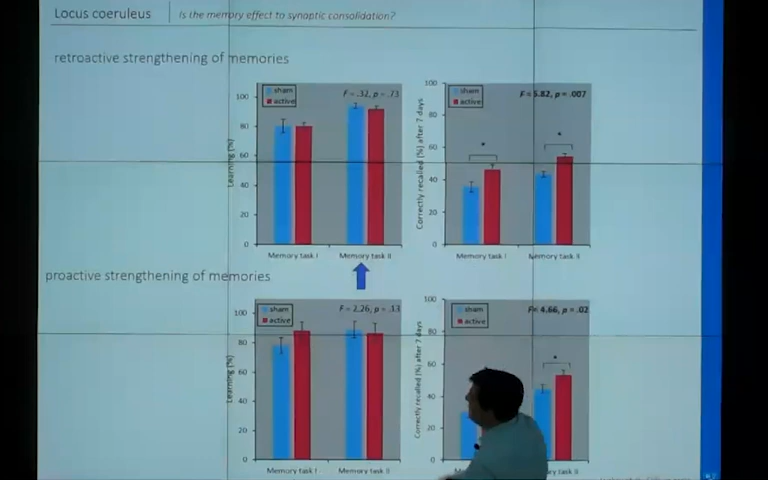 Locus coeruleus
is the memory effect to synaptic consolidation?
retroactive strengthening of memories
sham
active
F = .32, p = .73
Learning (%)
100
80
60
40
20
0
Memory task I
Memory task II
sham
active
F = 5.82, p = .007
Correctly recalled (%) after 7 days
100
80
60
40
20
0
*
*
Memory task I
Memory task II
proactive strengthening of memories
sham
active
F = 2.26, p = .13
Learning (%)
100
80
60
40
20
0
Memory task I
Memory task II
sham
active
F= 4.66, p = .02
Correctly recalled (%) after 7 days
100
80
60
40
20
0
*